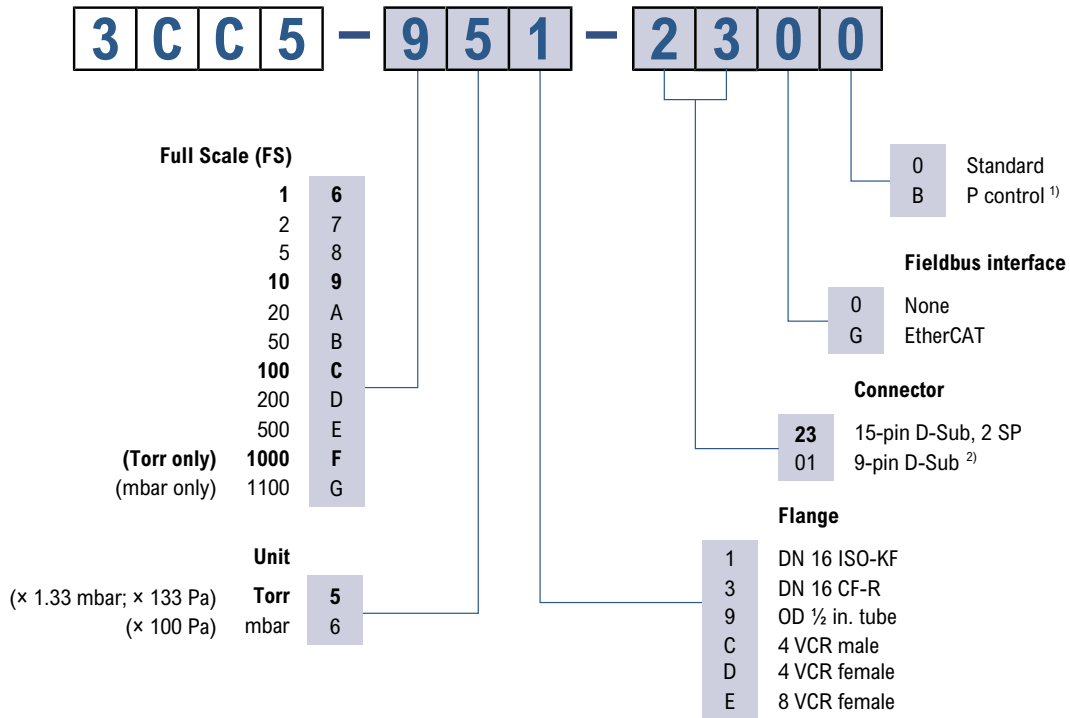 3CC5-951-2300
Full Scale (FS)
1 6
2 7
5 8
10 9
20 A
50 B
100 C
200 D
500 E
(Torr only) 1000 F
(mbar only) 1100 G
Unit
(× 1.33 mbar; × 133 Pa) Torr 5
(× 100 Pa) mbar 6
0 Standard
B P control 1)
Fieldbus interface
0 None
G EtherCAT
Connector
23 15-pin D-Sub, 2 SP
01 9-pin D-Sub 2)
Flange
1 DN 16 ISO-KF
3 DN 16 CF-R
9 OD ½ in. tube
C 4 VCR male
D 4 VCR female
E 8 VCR female